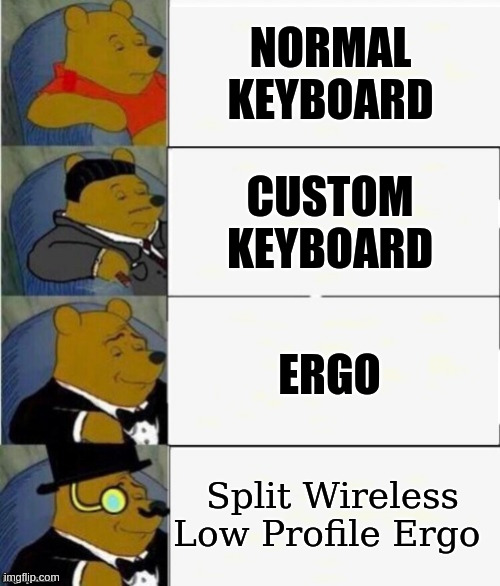 NORMAL
KEYBOARD
CUSTOM
KEYBOARD
ERGO
Split Wireless
Low Profile Ergo
imgflip.com